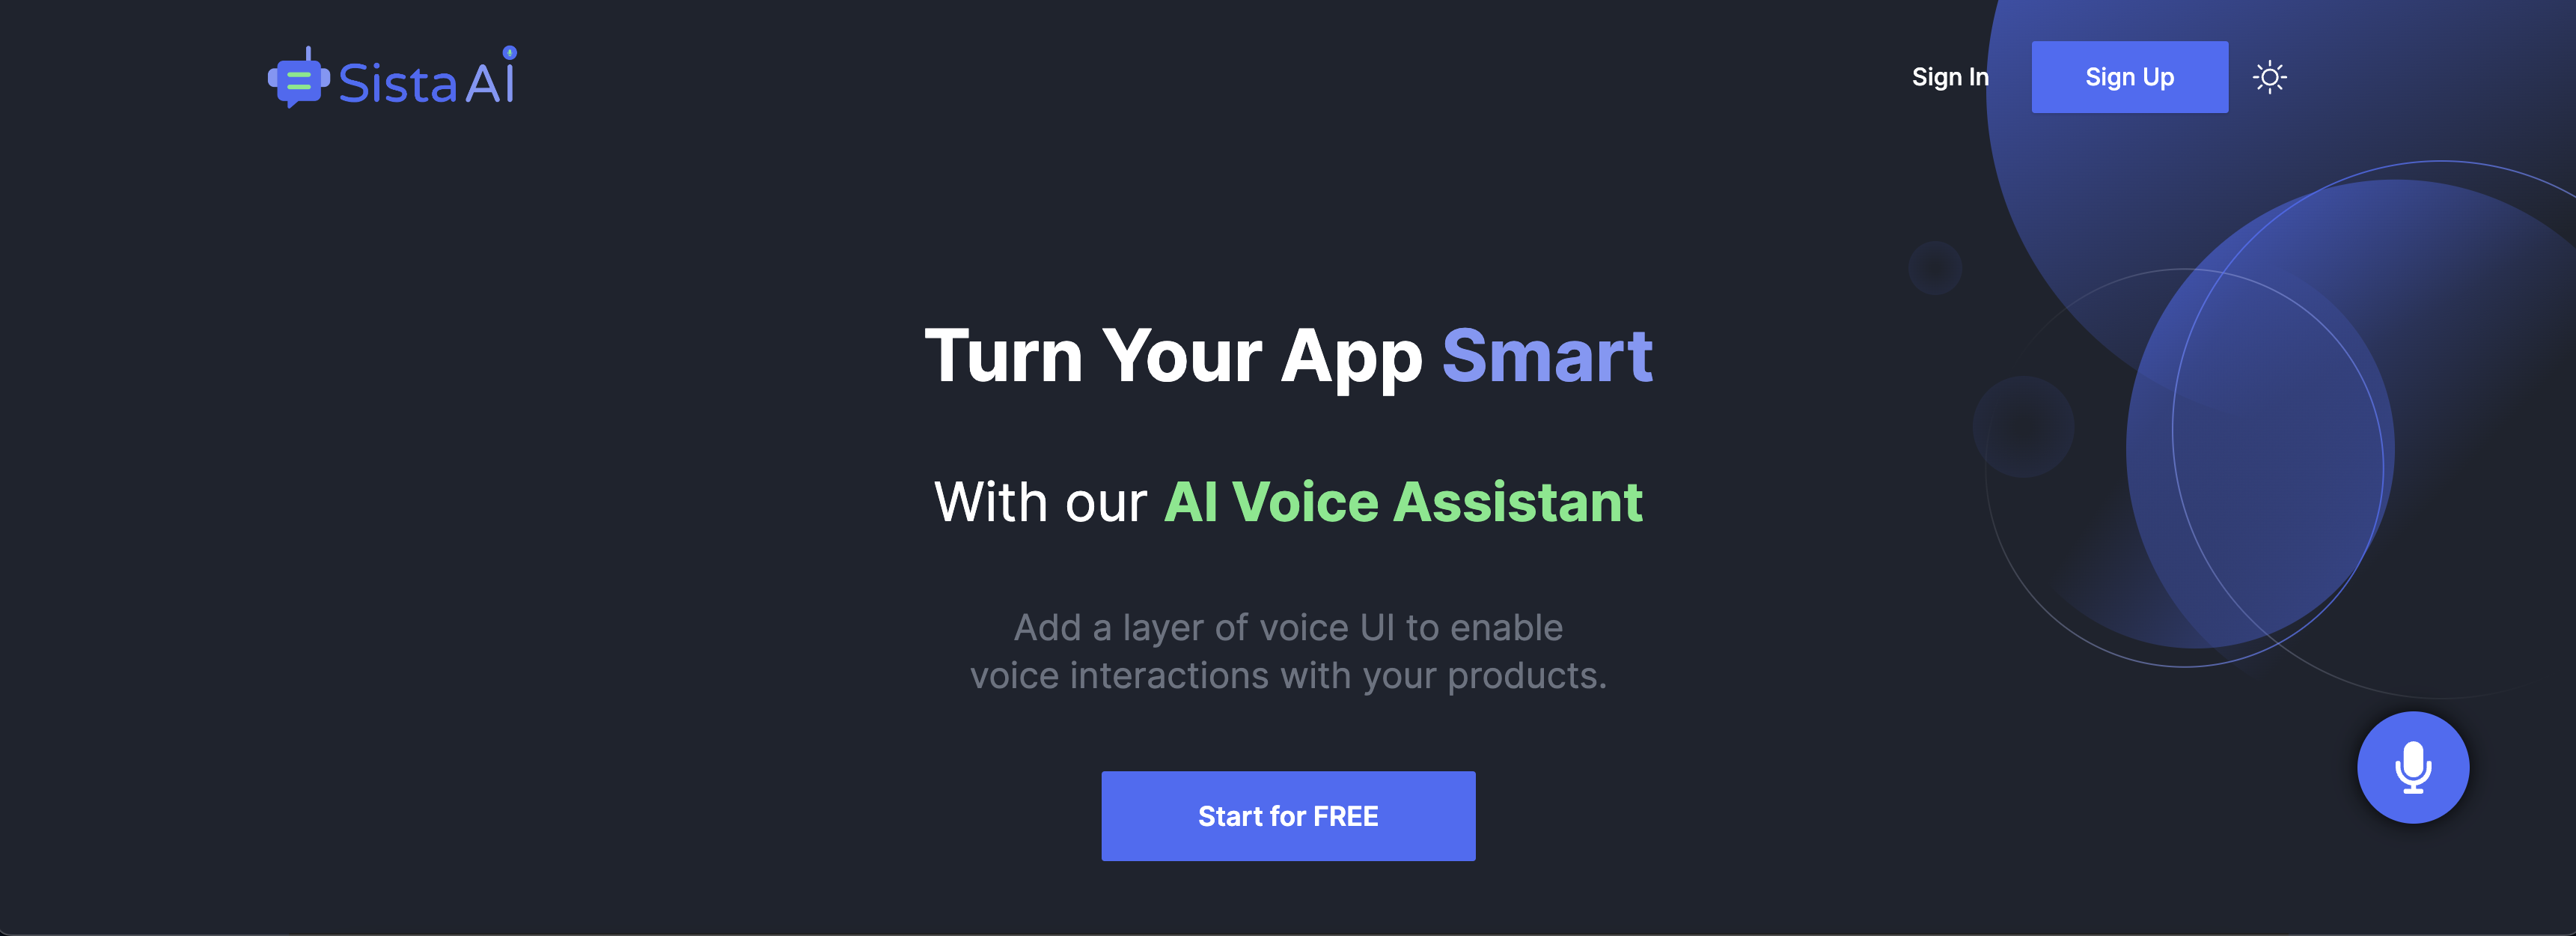 Sista Ai
Sign In
Sign Up
Turn Your App Smart
With our AI Voice Assistant
Add a layer of voice UI to enable
voice interactions with your products.
Start for FREE